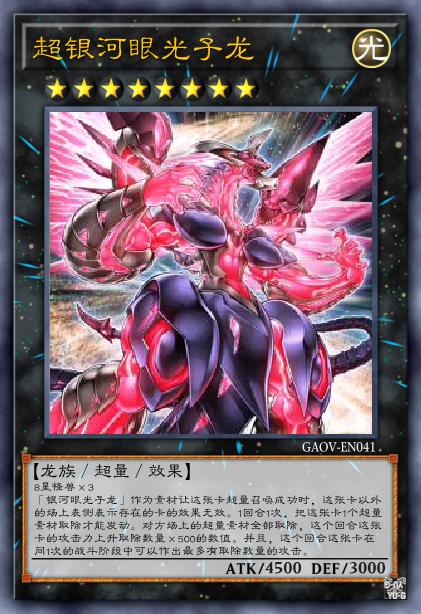 超银河眼光子龙
光
GAOV-EN041
【龙族／超量／效果】
8星怪兽×3
「银河眼光子龙」作为素材让这张卡超量召唤成功时，这张卡以外
的场上表侧表示存在的卡的效果无效。1回合1次，把这张卡1个超量
素材取除才能发动。对方场上的超量素材全部取除，这个回合这张
卡的攻击力上升取除数量×500的数值。并且，这个回合这张卡在
同1次的战斗阶段中可以作出最多有取除数量的攻击。
ATK/4500 DEF/3000